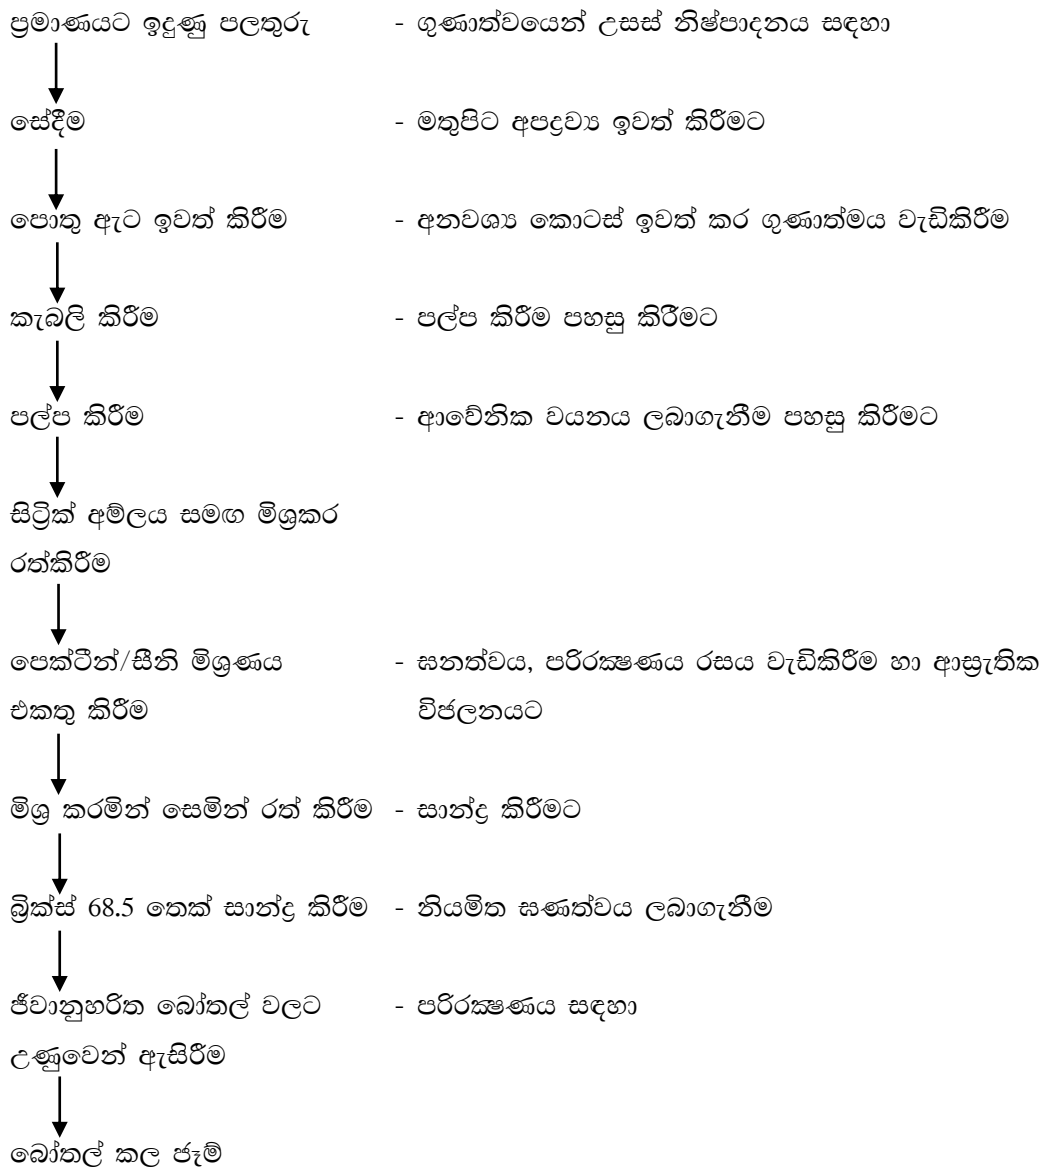 ප්‍රමාණයට ඉදුණු පලතුරු - ගුණාත්වයෙන් උසස් නිෂ්පාදනය සඳහා
සේදීම - මතුපිට අපද්‍රව්‍ය ඉවත් කිරීමට
පොතු ඇට ඉවත් කිරීම - අනවශ්‍ය කොටස් ඉවත් කර ගුණාත්මය වැඩිකිරීම
කැබලි කිරීම - පල්ප කිරීම පහසු කිරීමට
පල්ප කිරීම - ආවේනික වයනය ලබාගැනීම පහසු කිරීමට
සිට්‍රික් අම්ලය සමඟ මිශ්‍රකර
රත්කිරීම
පෙක්ටීන්/සීනි මිශ්‍රණය - ඝනත්වය, පරිරක්‍ෂණය රසය වැඩිකිරීම හා ආස්‍රැතික
එකතු කිරීම විජලනයට
මිශ්‍ර කරමින් සෙමින් රත් කිරීම - සාන්ද්‍ර කිරීමට
බ්‍රික්ස් 68.5 තෙක් සාන්ද්‍ර කිරීම - නියමිත ඝණත්වය ලබාගැනීම
ජීවානුහරිත බෝතල් වලට - පරිරක්‍ෂණය සඳහා
උණුවෙන් ඇසිරීම
බෝතල් කල ජෑම්